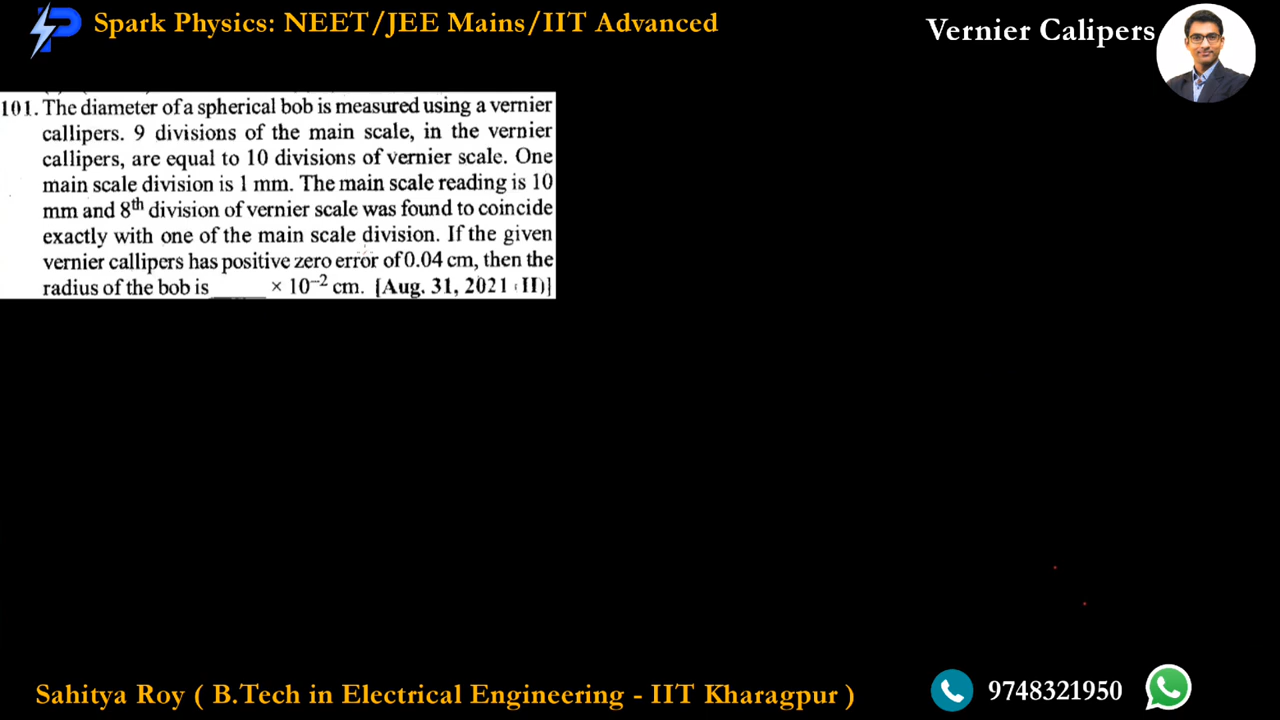 Spark Physics: NEET/JEE Mains/IIT Advanced
Vernier Calipers
101. The diameter of a spherical bob is measured using a vernier
callipers. 9 divisions of the main scale, in the vernier
callipers, are equal to 10 divisions of vernier scale. One
main scale division is 1 mm. The main scale reading is 10
mm and 8th division of vernier scale was found to coincide
exactly with one of the main scale division. If the given
vernier callipers has positive zero error of 0.04 cm, then the
radius of the bob is _____ × 10⁻² cm. [Aug. 31, 2021 (II)]
Sahitya Roy ( B.Tech in Electrical Engineering - IIT Kharagpur )
9748321950